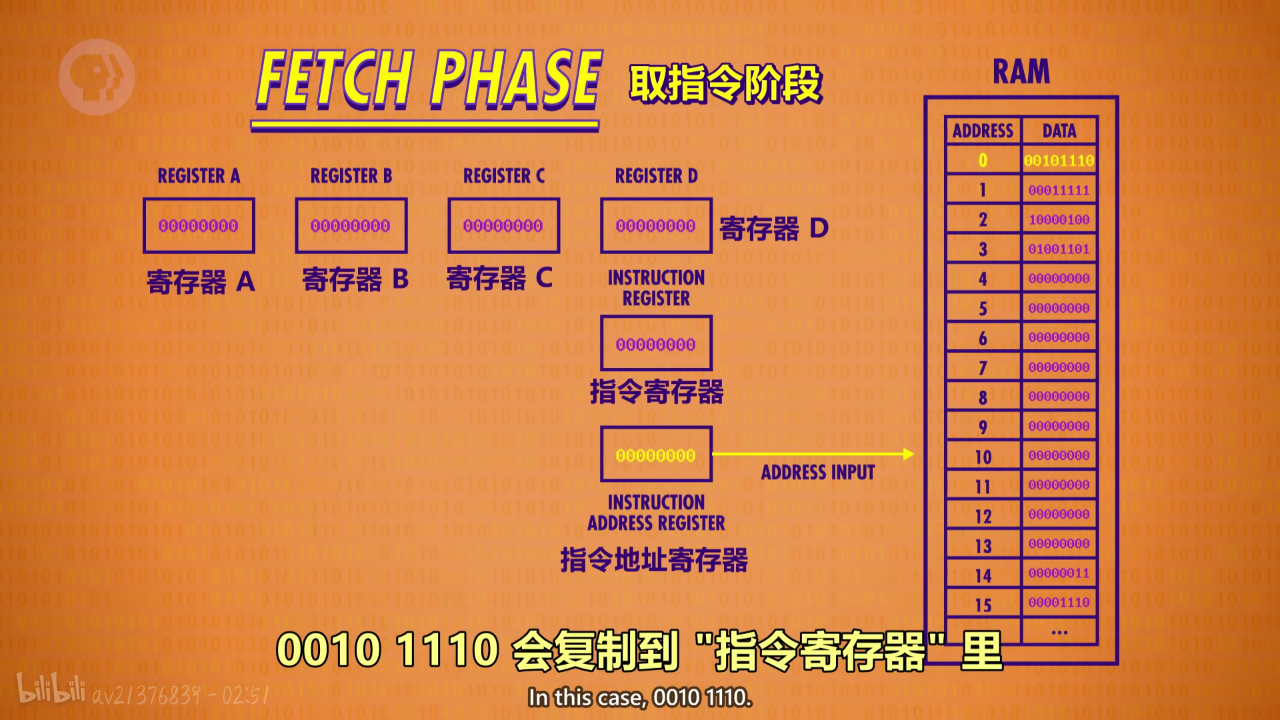 FETCH PHASE 取指令阶段
REGISTER A
00000000
寄存器 A
REGISTER B
00000000
寄存器 B
REGISTER C
00000000
寄存器 C
REGISTER D
00000000
寄存器 D
INSTRUCTION
REGISTER
00000000
指令寄存器
00000000
ADDRESS INPUT
INSTRUCTION
ADDRESS REGISTER
指令地址寄存器
RAM
ADDRESS DATA
0 00101110
1 00011111
2 10000100
3 01001101
4 00000000
5 00000000
6 00000000
7 00000000
8 00000000
9 00000000
10 00000000
11 00000000
12 00000000
13 00000000
14 00000011
15 00001110
...
0010 1110 会复制到 "指令寄存器" 里
In this case, 0010 1110.
bilibili av21376839 - 02:51